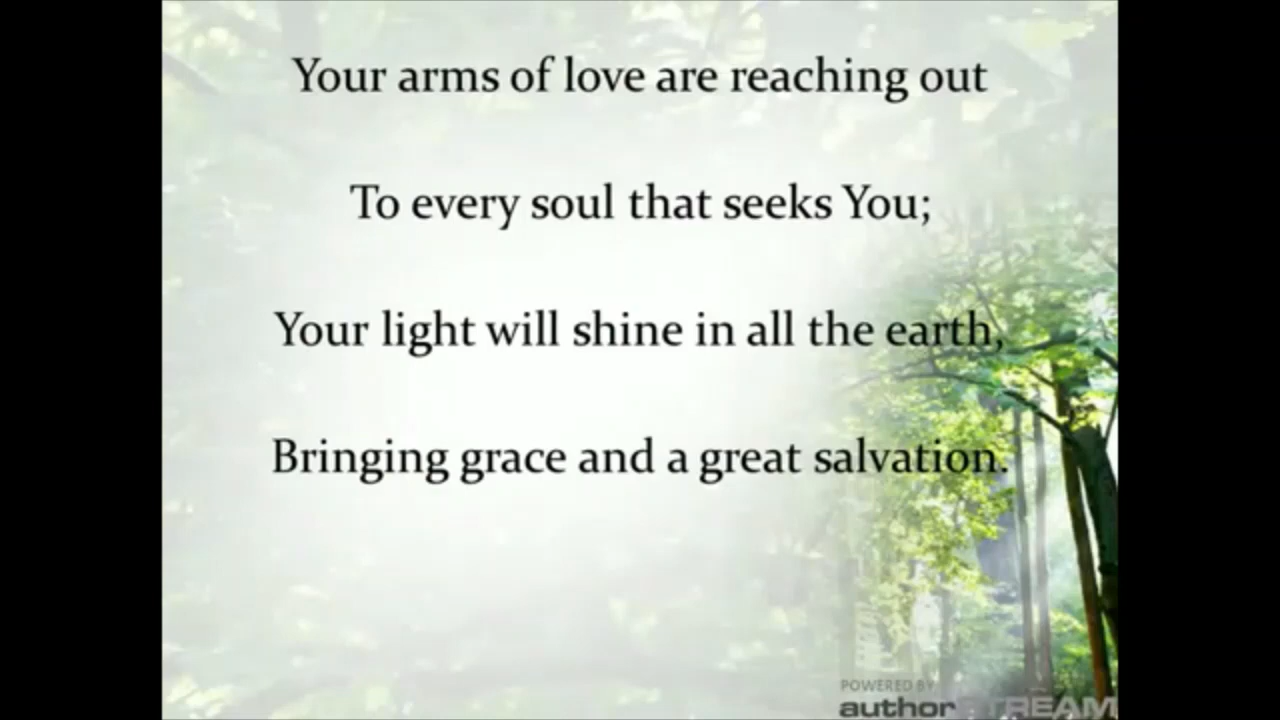 Your arms of love are reaching out
To every soul that seeks You;
Your light will shine in all the earth,
Bringing grace and a great salvation.
POWERED BY
authorSTREAM